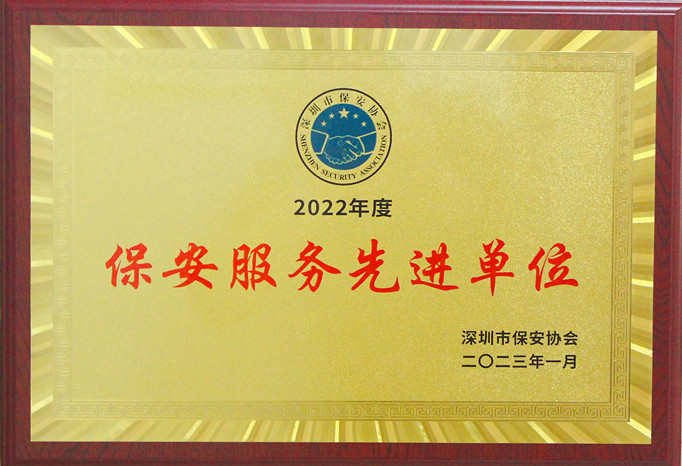 深圳市保安协会
SHENZHEN SECURITY ASSOCIATION
2022年度
保安服务先进单位
深圳市保安协会
二〇二三年一月